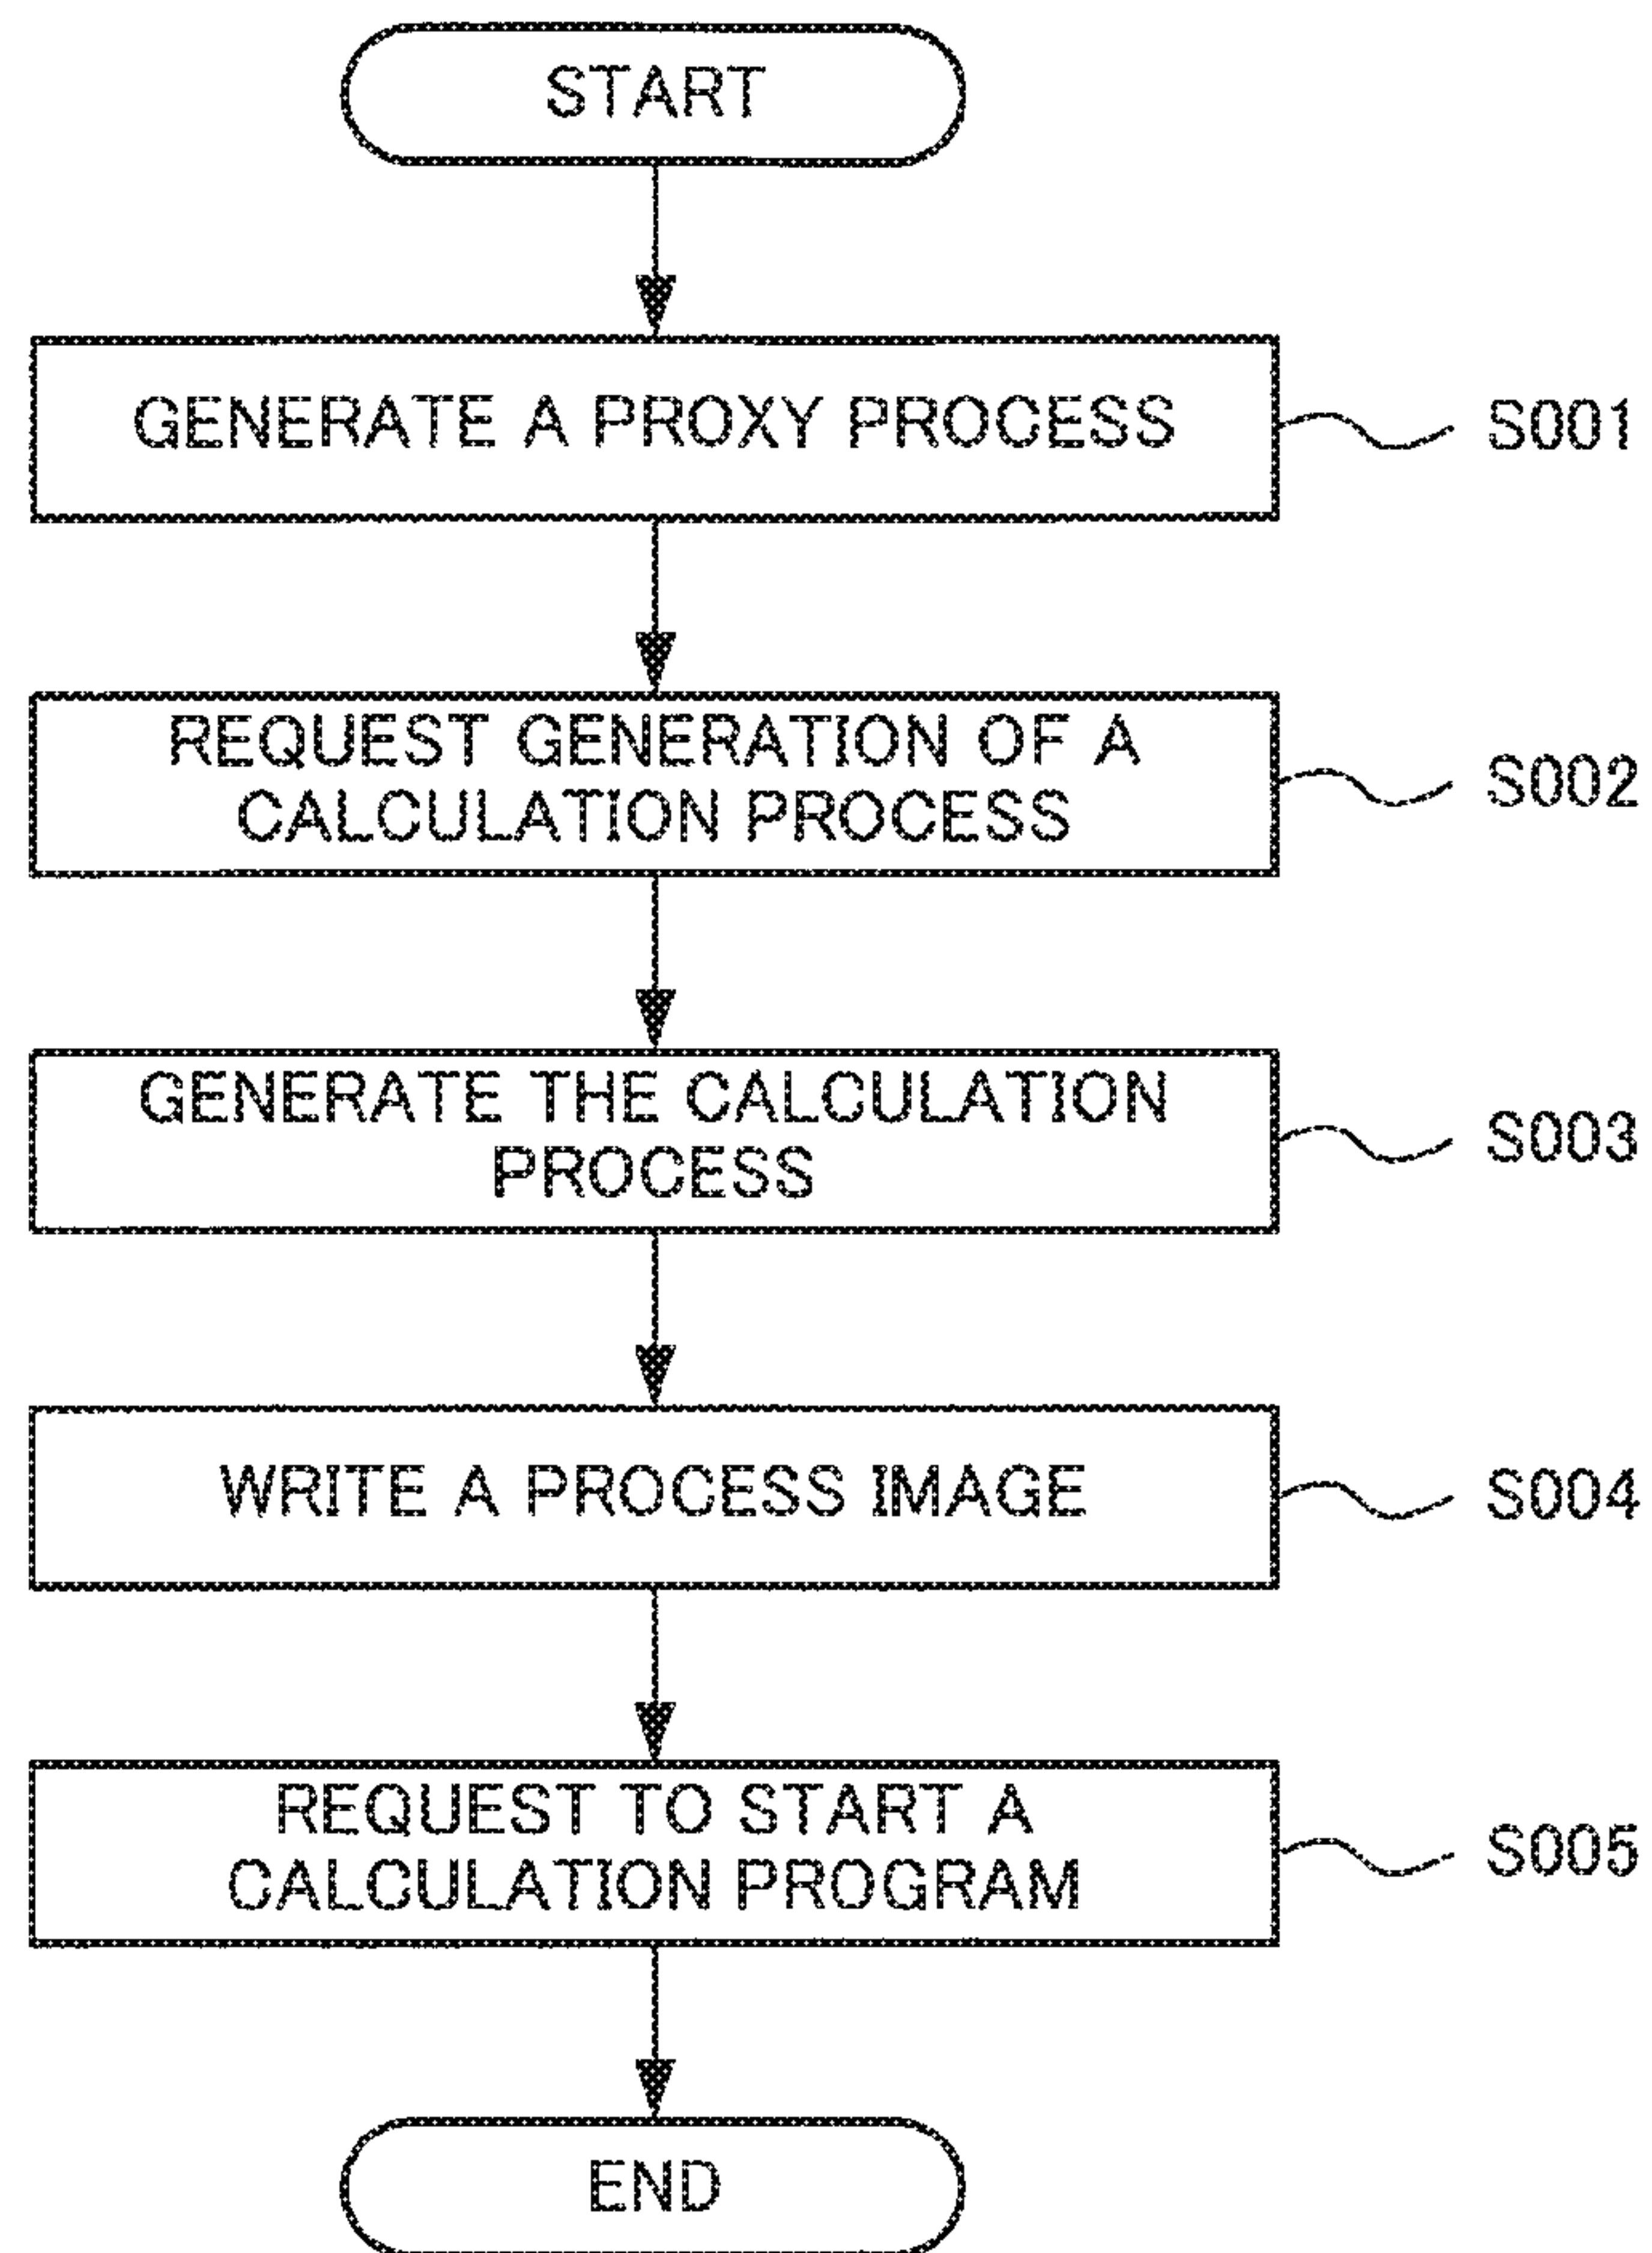 START
GENERATE A PROXY PROCESS
S001
REQUEST GENERATION OF A
CALCULATION PROCESS
S002
GENERATE THE CALCULATION
PROCESS
S003
WRITE A PROCESS IMAGE
S004
REQUEST TO START A
CALCULATION PROGRAM
S005
END